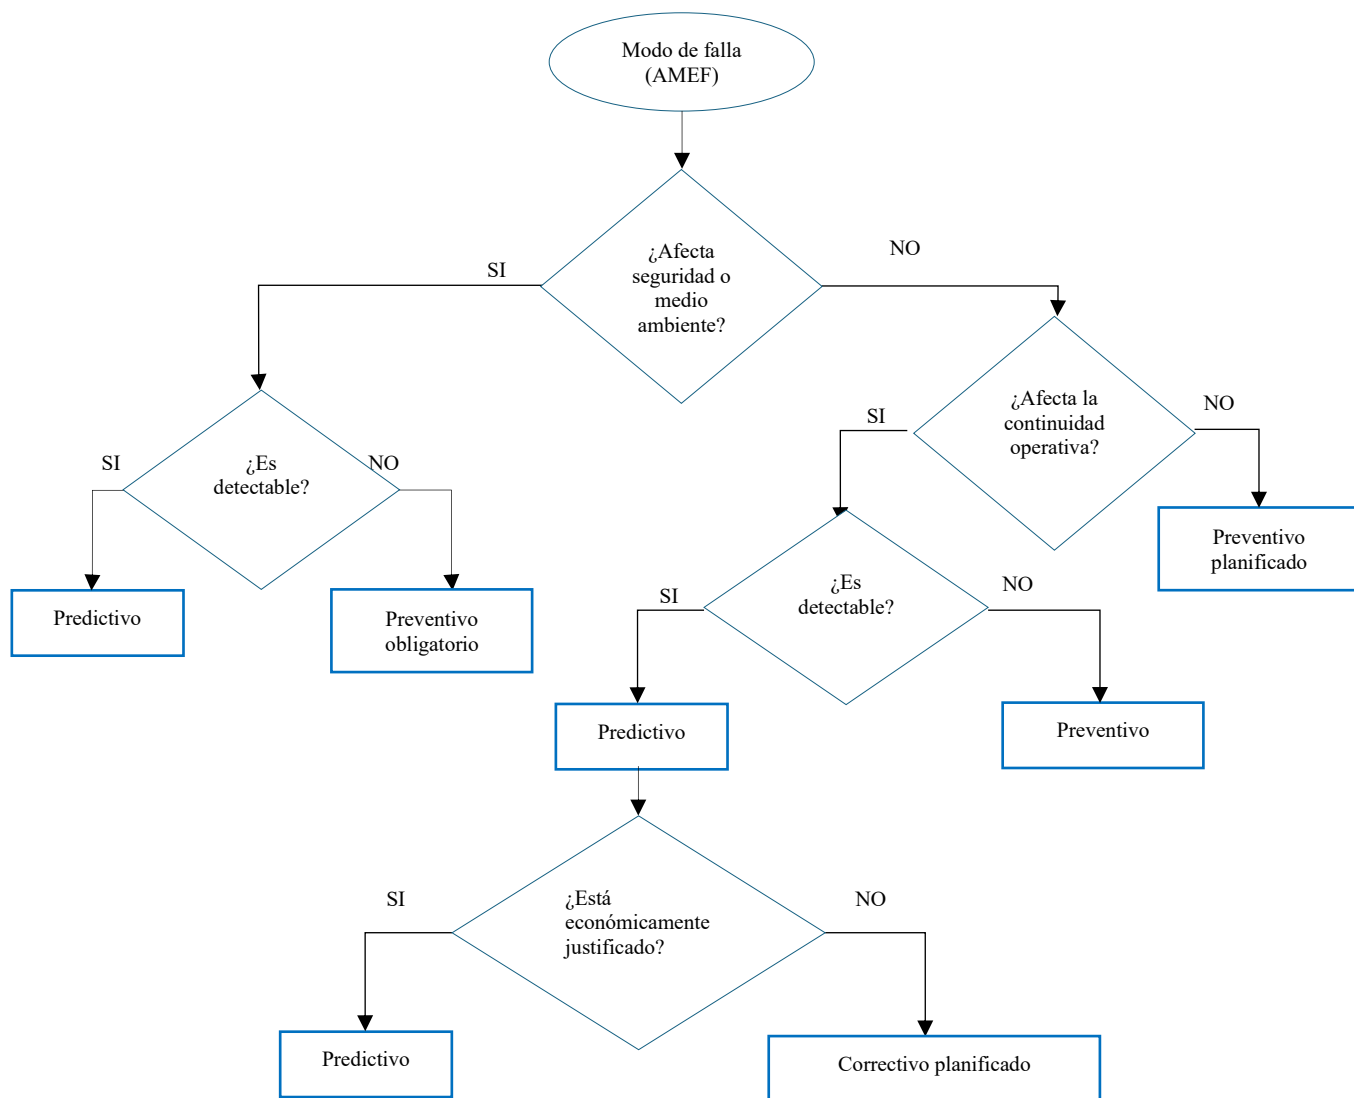 Modo de falla
(AMEF)
¿Afecta
seguridad o
medio
ambiente?
SI
NO
¿Afecta la
continuidad
operativa?
SI
NO
¿Es
detectable?
SI
NO
Preventivo
planificado
¿Es
detectable?
SI
NO
Predictivo
Preventivo
obligatorio
Predictivo
Preventivo
¿Está
económicamente
justificado?
SI
NO
Predictivo
Correctivo planificado